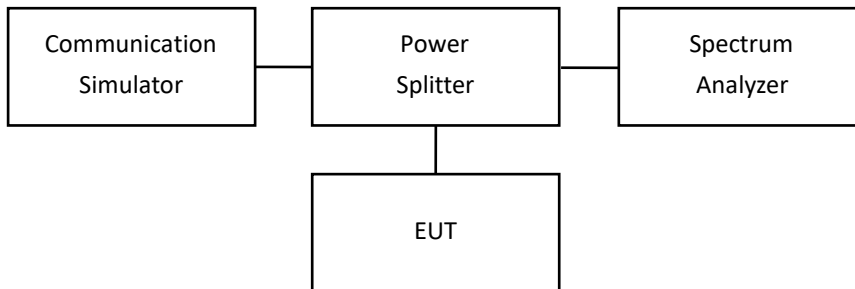 Communication
Simulator
Power
Splitter
Spectrum
Analyzer
EUT